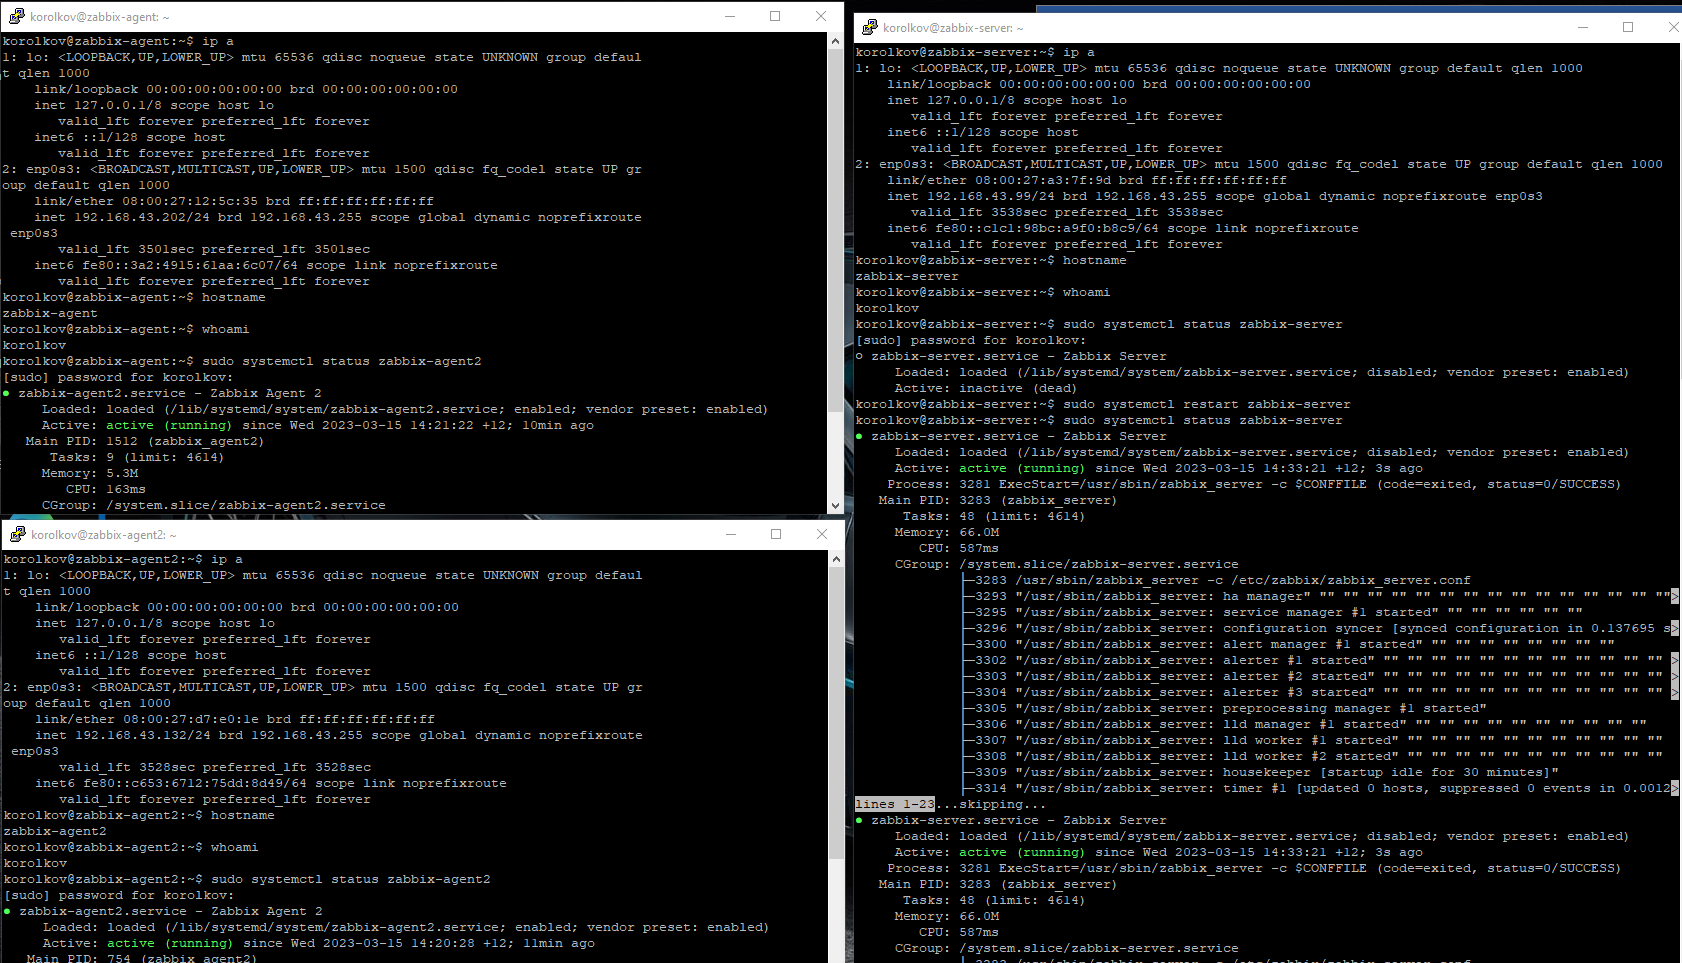 korolkov@zabbix-agent: ~
korolkov@zabbix-agent:~$ ip a
1: lo: <LOOPBACK,UP,LOWER_UP> mtu 65536 qdisc noqueue state UNKNOWN group defaul
t qlen 1000
    link/loopback 00:00:00:00:00:00 brd 00:00:00:00:00:00
    inet 127.0.0.1/8 scope host lo
       valid_lft forever preferred_lft forever
    inet6 ::1/128 scope host
       valid_lft forever preferred_lft forever
2: enp0s3: <BROADCAST,MULTICAST,UP,LOWER_UP> mtu 1500 qdisc fq_codel state UP gr
oup default qlen 1000
    link/ether 08:00:27:12:5c:35 brd ff:ff:ff:ff:ff:ff
    inet 192.168.43.202/24 brd 192.168.43.255 scope global dynamic noprefixroute
 enp0s3
       valid_lft 3501sec preferred_lft 3501sec
    inet6 fe80::3a2:4915:61aa:6c07/64 scope link noprefixroute
       valid_lft forever preferred_lft forever
korolkov@zabbix-agent:~$ hostname
zabbix-agent
korolkov@zabbix-agent:~$ whoami
korolkov
korolkov@zabbix-agent:~$ sudo systemctl status zabbix-agent2
[sudo] password for korolkov:
● zabbix-agent2.service - Zabbix Agent 2
     Loaded: loaded (/lib/systemd/system/zabbix-agent2.service; enabled; vendor preset: enabled)
     Active: active (running) since Wed 2023-03-15 14:21:22 +12; 10min ago
   Main PID: 1512 (zabbix_agent2)
      Tasks: 9 (limit: 4614)
     Memory: 5.3M
        CPU: 163ms
     CGroup: /system.slice/zabbix-agent2.service
korolkov@zabbix-agent2: ~
korolkov@zabbix-agent2:~$ ip a
1: lo: <LOOPBACK,UP,LOWER_UP> mtu 65536 qdisc noqueue state UNKNOWN group defaul
t qlen 1000
    link/loopback 00:00:00:00:00:00 brd 00:00:00:00:00:00
    inet 127.0.0.1/8 scope host lo
       valid_lft forever preferred_lft forever
    inet6 ::1/128 scope host
       valid_lft forever preferred_lft forever
2: enp0s3: <BROADCAST,MULTICAST,UP,LOWER_UP> mtu 1500 qdisc fq_codel state UP gr
oup default qlen 1000
    link/ether 08:00:27:d7:e0:1e brd ff:ff:ff:ff:ff:ff
    inet 192.168.43.132/24 brd 192.168.43.255 scope global dynamic noprefixroute
 enp0s3
       valid_lft 3528sec preferred_lft 3528sec
    inet6 fe80::c653:6712:75dd:8d49/64 scope link noprefixroute
       valid_lft forever preferred_lft forever
korolkov@zabbix-agent2:~$ hostname
zabbix-agent2
korolkov@zabbix-agent2:~$ whoami
korolkov
korolkov@zabbix-agent2:~$ sudo systemctl status zabbix-agent2
[sudo] password for korolkov:
● zabbix-agent2.service - Zabbix Agent 2
     Loaded: loaded (/lib/systemd/system/zabbix-agent2.service; enabled; vendor preset: enabled)
     Active: active (running) since Wed 2023-03-15 14:20:28 +12; 11min ago
   Main PID: 754 (zabbix_agent2)
korolkov@zabbix-server: ~
korolkov@zabbix-server:~$ ip a
1: lo: <LOOPBACK,UP,LOWER_UP> mtu 65536 qdisc noqueue state UNKNOWN group default qlen 1000
    link/loopback 00:00:00:00:00:00 brd 00:00:00:00:00:00
    inet 127.0.0.1/8 scope host lo
       valid_lft forever preferred_lft forever
    inet6 ::1/128 scope host
       valid_lft forever preferred_lft forever
2: enp0s3: <BROADCAST,MULTICAST,UP,LOWER_UP> mtu 1500 qdisc fq_codel state UP group default qlen 1000
    link/ether 08:00:27:a3:7f:9d brd ff:ff:ff:ff:ff:ff
    inet 192.168.43.99/24 brd 192.168.43.255 scope global dynamic noprefixroute enp0s3
       valid_lft 3538sec preferred_lft 3538sec
    inet6 fe80::c1c1:98bc:a9f0:b8c9/64 scope link noprefixroute
       valid_lft forever preferred_lft forever
korolkov@zabbix-server:~$ hostname
zabbix-server
korolkov@zabbix-server:~$ whoami
korolkov
korolkov@zabbix-server:~$ sudo systemctl status zabbix-server
[sudo] password for korolkov:
○ zabbix-server.service - Zabbix Server
     Loaded: loaded (/lib/systemd/system/zabbix-server.service; disabled; vendor preset: enabled)
     Active: inactive (dead)
korolkov@zabbix-server:~$ sudo systemctl restart zabbix-server
korolkov@zabbix-server:~$ sudo systemctl status zabbix-server
● zabbix-server.service - Zabbix Server
     Loaded: loaded (/lib/systemd/system/zabbix-server.service; disabled; vendor preset: enabled)
     Active: active (running) since Wed 2023-03-15 14:33:21 +12; 3s ago
    Process: 3281 ExecStart=/usr/sbin/zabbix_server -c $CONFFILE (code=exited, status=0/SUCCESS)
   Main PID: 3283 (zabbix_server)
      Tasks: 48 (limit: 4614)
     Memory: 66.0M
        CPU: 587ms
     CGroup: /system.slice/zabbix-server.service
             ├─3283 /usr/sbin/zabbix_server -c /etc/zabbix/zabbix_server.conf
             ├─3293 "/usr/sbin/zabbix_server: ha manager" "" "" "" "" "" "" "" "" "" "" "" "" "" "" "">
             ├─3295 "/usr/sbin/zabbix_server: service manager #1 started" "" "" "" "" "" ""
             ├─3296 "/usr/sbin/zabbix_server: configuration syncer [synced configuration in 0.137695 s>
             ├─3300 "/usr/sbin/zabbix_server: alert manager #1 started" "" "" "" "" "" "" "" ""
             ├─3302 "/usr/sbin/zabbix_server: alerter #1 started" "" "" "" "" "" "" "" "" "" "" "" "" >
             ├─3303 "/usr/sbin/zabbix_server: alerter #2 started" "" "" "" "" "" "" "" "" "" "" "" "" >
             ├─3304 "/usr/sbin/zabbix_server: alerter #3 started" "" "" "" "" "" "" "" "" "" "" "" "" >
             ├─3305 "/usr/sbin/zabbix_server: preprocessing manager #1 started"
             ├─3306 "/usr/sbin/zabbix_server: lld manager #1 started" "" "" "" "" "" "" "" "" "" ""
             ├─3307 "/usr/sbin/zabbix_server: lld worker #1 started" "" "" "" "" "" "" "" "" "" "" ""
             ├─3308 "/usr/sbin/zabbix_server: lld worker #2 started" "" "" "" "" "" "" "" "" "" "" ""
             ├─3309 "/usr/sbin/zabbix_server: housekeeper [startup idle for 30 minutes]"
             ├─3314 "/usr/sbin/zabbix_server: timer #1 [updated 0 hosts, suppressed 0 events in 0.0012>
lines 1-23...skipping...
● zabbix-server.service - Zabbix Server
     Loaded: loaded (/lib/systemd/system/zabbix-server.service; disabled; vendor preset: enabled)
     Active: active (running) since Wed 2023-03-15 14:33:21 +12; 3s ago
    Process: 3281 ExecStart=/usr/sbin/zabbix_server -c $CONFFILE (code=exited, status=0/SUCCESS)
   Main PID: 3283 (zabbix_server)
      Tasks: 48 (limit: 4614)
     Memory: 66.0M
        CPU: 587ms
     CGroup: /system.slice/zabbix-server.service
             ├─3283 /usr/sbin/zabbix_server -c /etc/zabbix/zabbix_server.conf